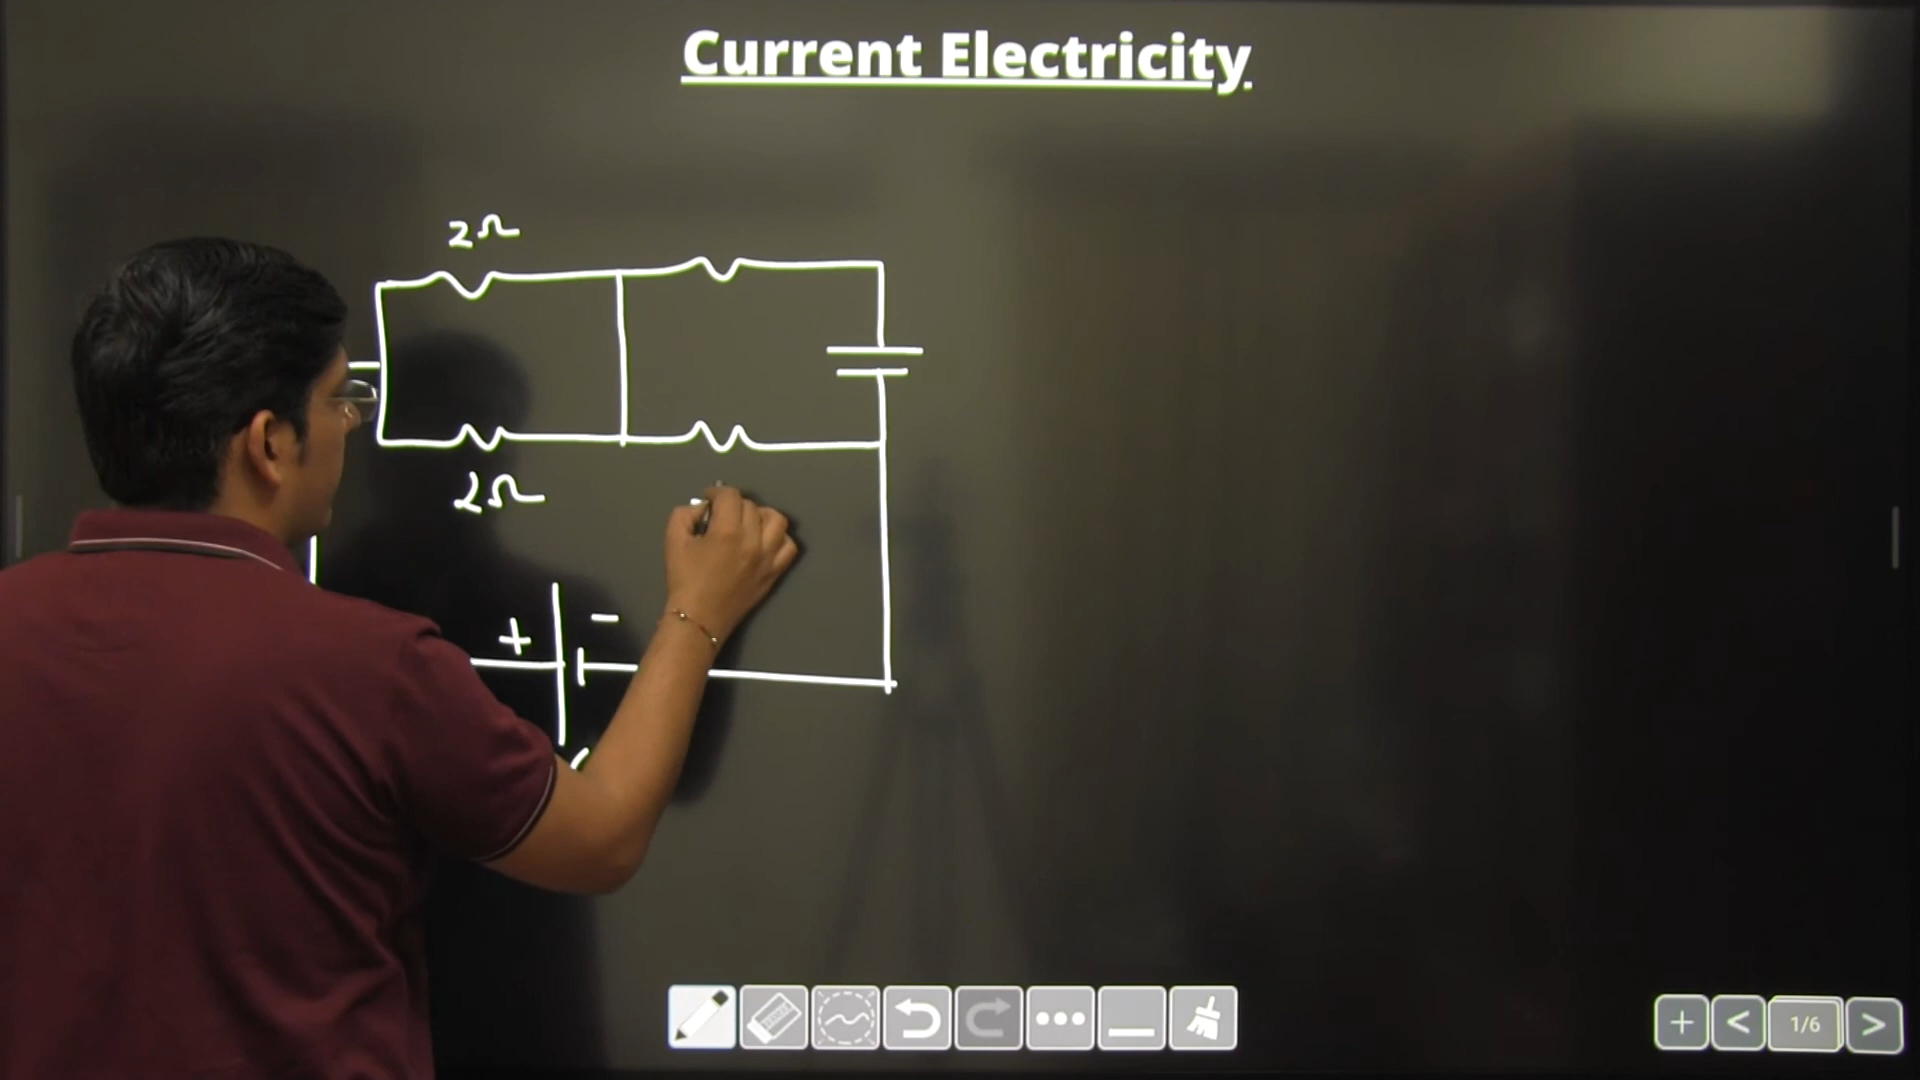 Current Electricity
2Ω
2Ω
+ -
1/6